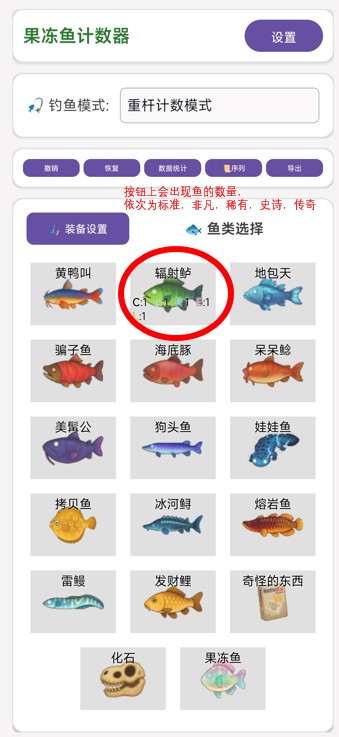 果冻鱼计数器
设置
钓鱼模式:
重杆计数模式
撤销
恢复
数据统计
序列
导出
按钮上会出现鱼的数量,
依次为标准, 非凡, 稀有, 史诗, 传奇
装备设置
鱼类选择
黄鸭叫
辐射鲈
地包天
C:1
:1
骗子鱼
海底豚
呆呆鲶
美髯公
狗头鱼
娃娃鱼
拷贝鱼
冰河鲟
熔岩鱼
雷鳗
发财鲤
奇怪的东西
化石
果冻鱼